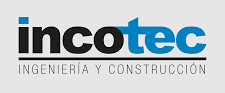 incotec
INGENIERÍA Y CONSTRUCCIÓN